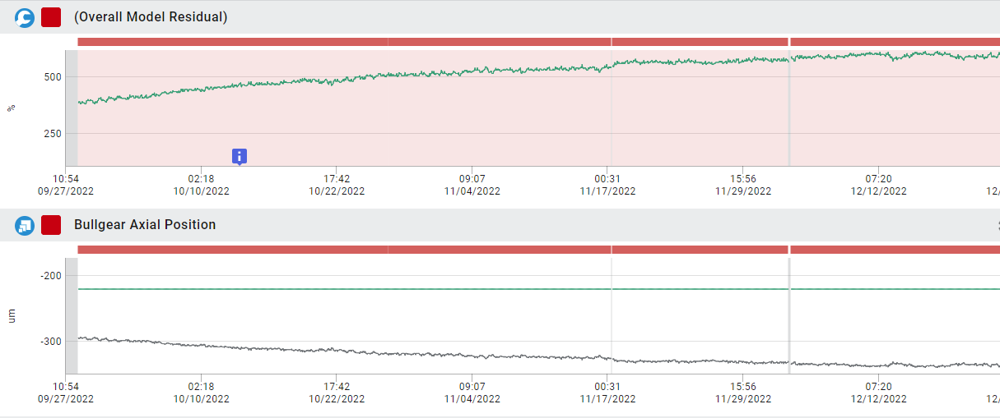 (Overall Model Residual)
500
%
250
10:54 02:18 17:42 09:07 00:31 15:56 07:20
09/27/2022 10/10/2022 10/22/2022 11/04/2022 11/17/2022 11/29/2022 12/12/2022 12/
Bullgear Axial Position
-200
um
-300
10:54 02:18 17:42 09:07 00:31 15:56 07:20
09/27/2022 10/10/2022 10/22/2022 11/04/2022 11/17/2022 11/29/2022 12/12/2022 12/